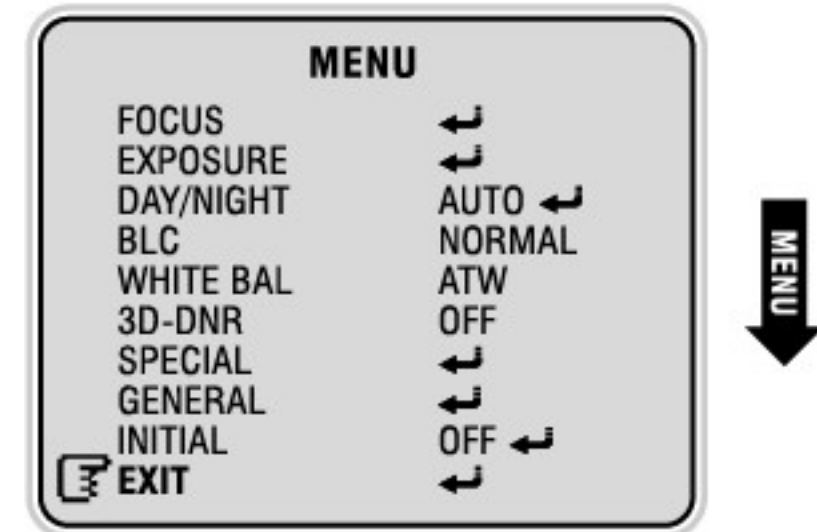 MENU
FOCUS ↵
EXPOSURE ↵
DAY/NIGHT AUTO ↵
BLC NORMAL
WHITE BAL ATW
3D-DNR OFF
SPECIAL ↵
GENERAL ↵
INITIAL OFF ↵
EXIT ↵
MENU